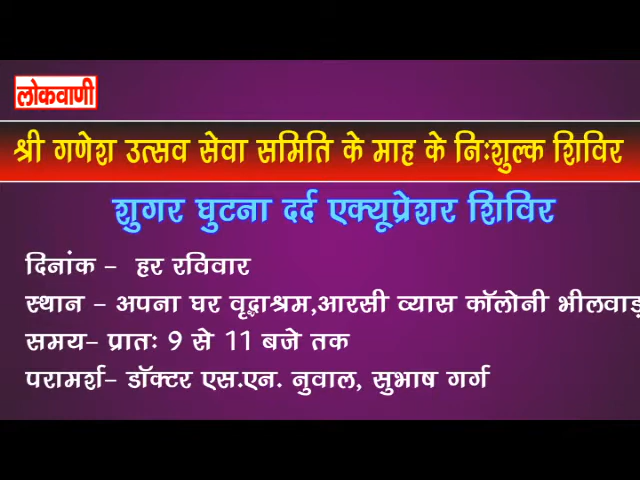 लोकवाणी
श्री गणेश उत्सव सेवा समिति के माह के निःशुल्क शिविर
शुगर घुटना दर्द एक्यूप्रेशर शिविर
दिनांक – हर रविवार
स्थान – अपना घर वृद्धाश्रम,आरसी व्यास कॉलोनी भीलवाड़
समय– प्रातः 9 से 11 बजे तक
परामर्श– डॉक्टर एस.एन. नुवाल, सुभाष गर्ग